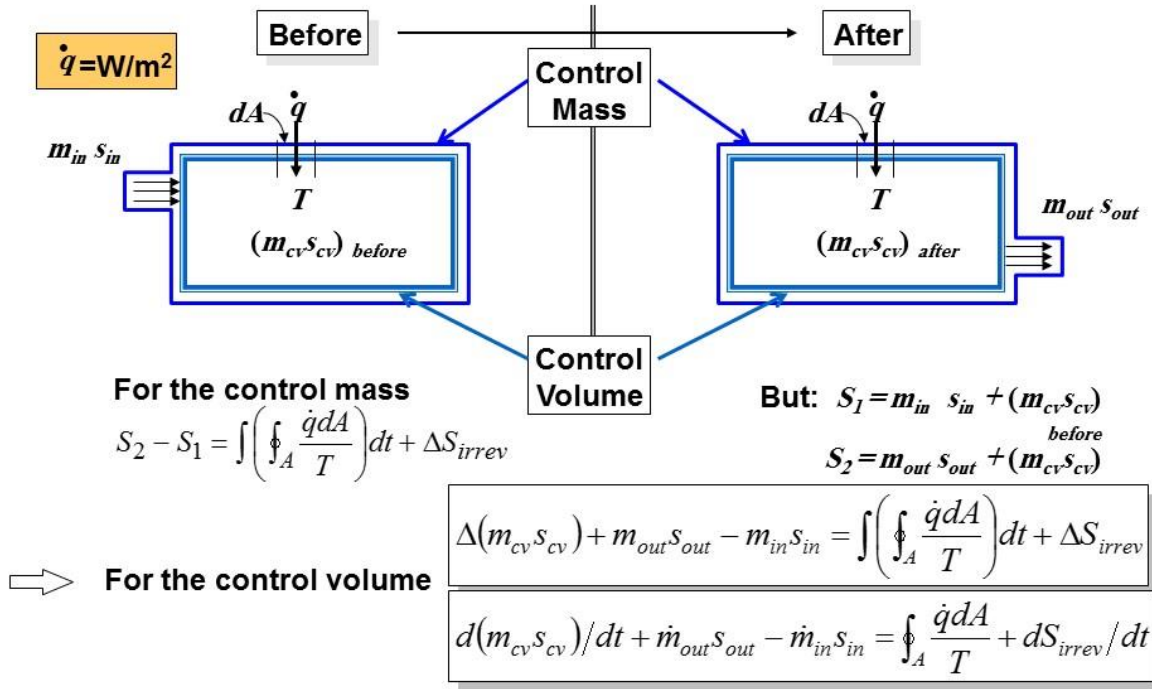 Before
After
q̇=W/m²
Control
Mass
dA
q̇
dA
q̇
m_in s_in
T
T
m_out s_out
(m_cv s_cv) before
(m_cv s_cv) after
Control
Volume
For the control mass
S₂ − S₁ = ∫(∮_A q̇dA/T)dt + ΔS_irrev
But: S₁ = m_in s_in + (m_cv s_cv)
before
S₂ = m_out s_out + (m_cv s_cv)
For the control volume
Δ(m_cv s_cv) + m_out s_out − m_in s_in = ∫(∮_A q̇dA/T)dt + ΔS_irrev
d(m_cv s_cv)/dt + ṁ_out s_out − ṁ_in s_in = ∮_A q̇dA/T + dS_irrev/dt